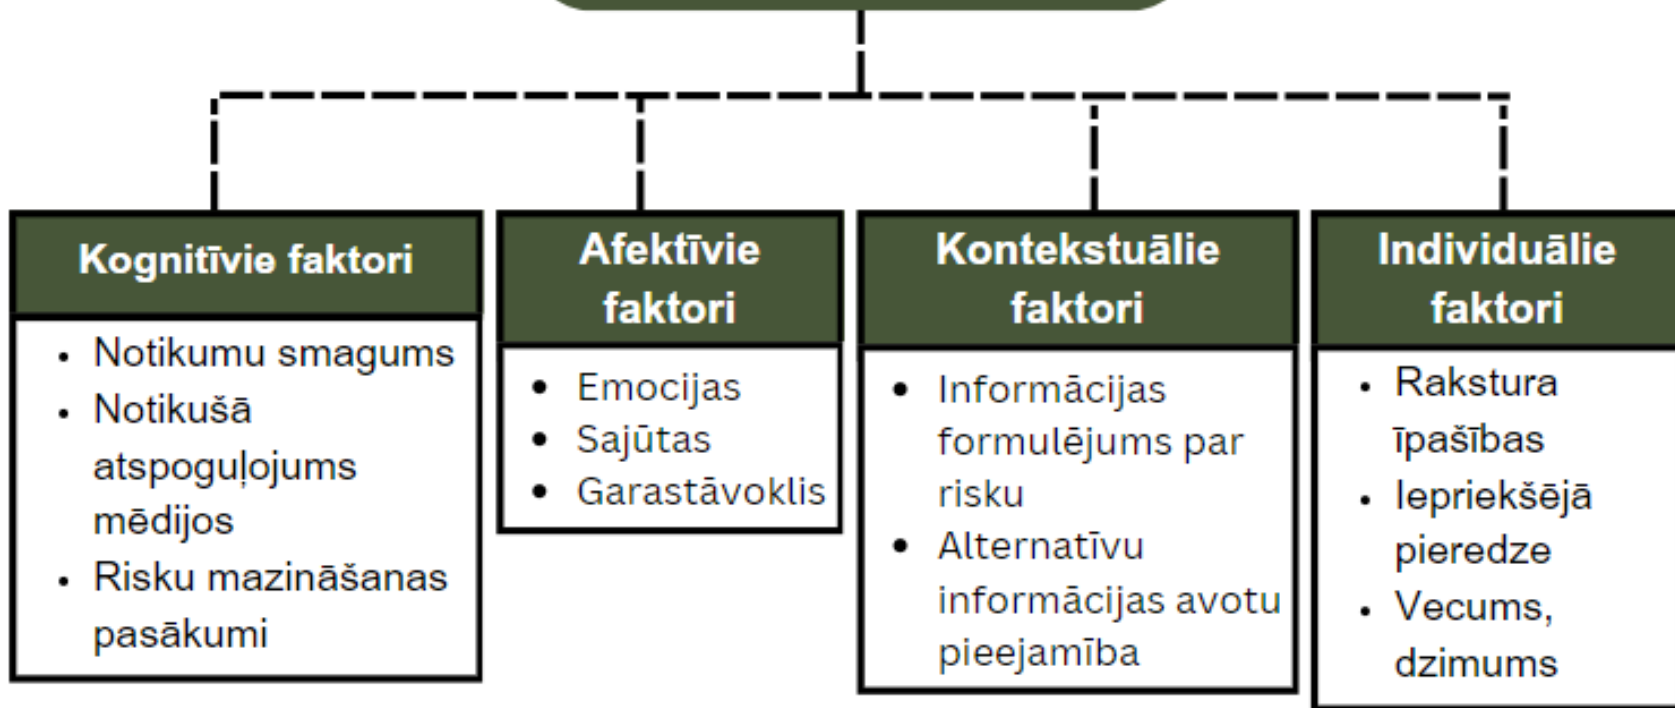 Kognitīvie faktori
• Notikumu smagums
• Notikušā
atspoguļojums
mēdijos
• Risku mazināšanas
pasākumi
Afektīvie
faktori
• Emocijas
• Sajūtas
• Garastāvoklis
Kontekstuālie
faktori
• Informācijas
formulējums par
risku
• Alternatīvu
informācijas avotu
pieejamība
Individuālie
faktori
• Rakstura
īpašības
• Iepriekšējā
pieredze
• Vecums,
dzimums